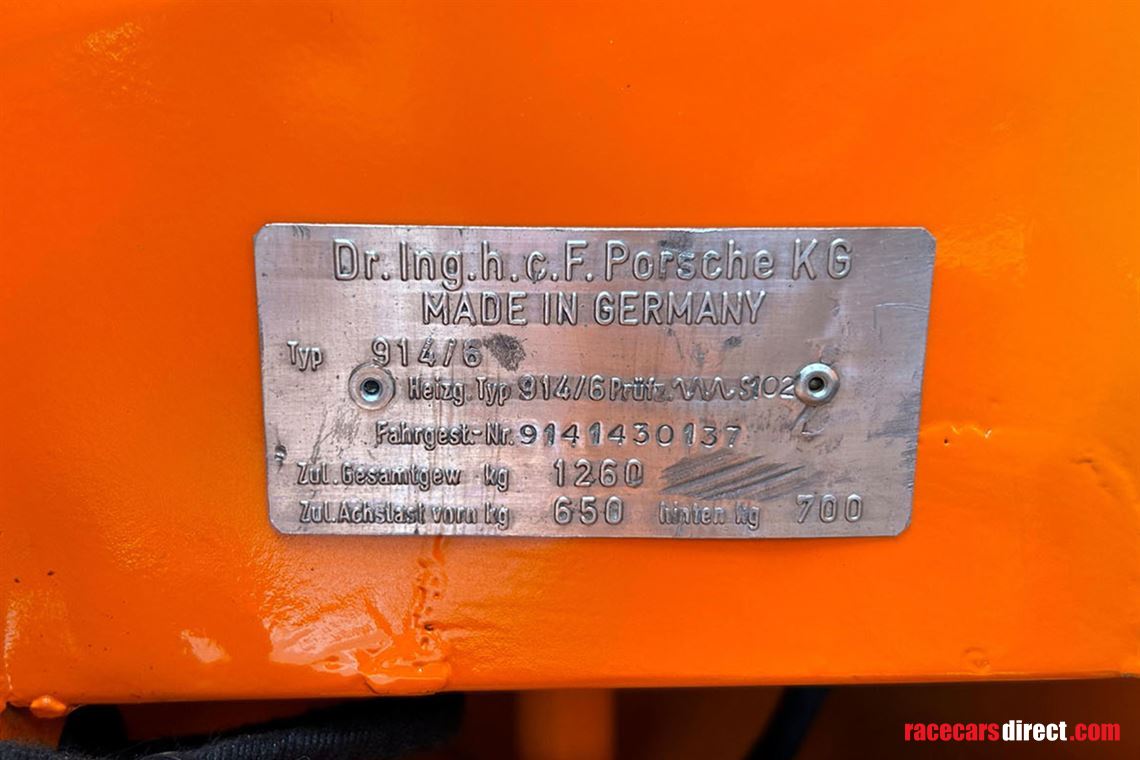 Dr. Ing. h. c. F. Porsche KG
MADE IN GERMANY
Typ 914/6
Heizg. Typ 914/6 Prüfz. S102
Fahrgest.-Nr. 9141430137
Zul. Gesamtgew kg 1260
Zul. Achslast vorn kg 650 hinten kg 700
racecarsdirect.com